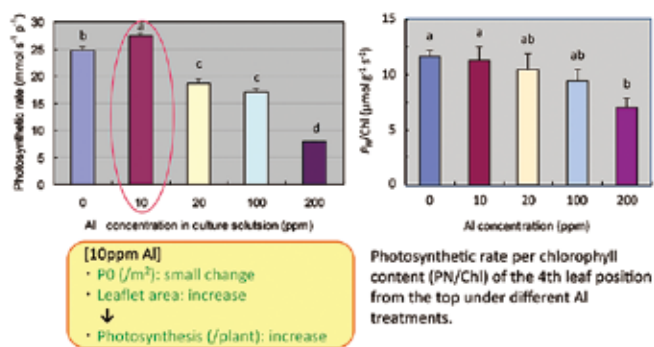 Photosynthetic rate (mmol s⁻¹ p⁻¹)
30
25
20
15
10
5
0
b
a
c
c
d
0 10 20 100 200
Al concentration in culture solutsion (ppm)
P_N/Chl (μmol g⁻¹ s⁻¹)
15
10
5
0
a
a
ab
ab
b
0 10 20 100 200
Al concentration (ppm)
[10ppm Al]
・ P0 (/m²): small change
・ Leaflet area: increase
↓
・ Photosynthesis (/plant): increase
Photosynthetic rate per chlorophyll
content (PN/Chl) of the 4th leaf position
from the top under different Al
treatments.